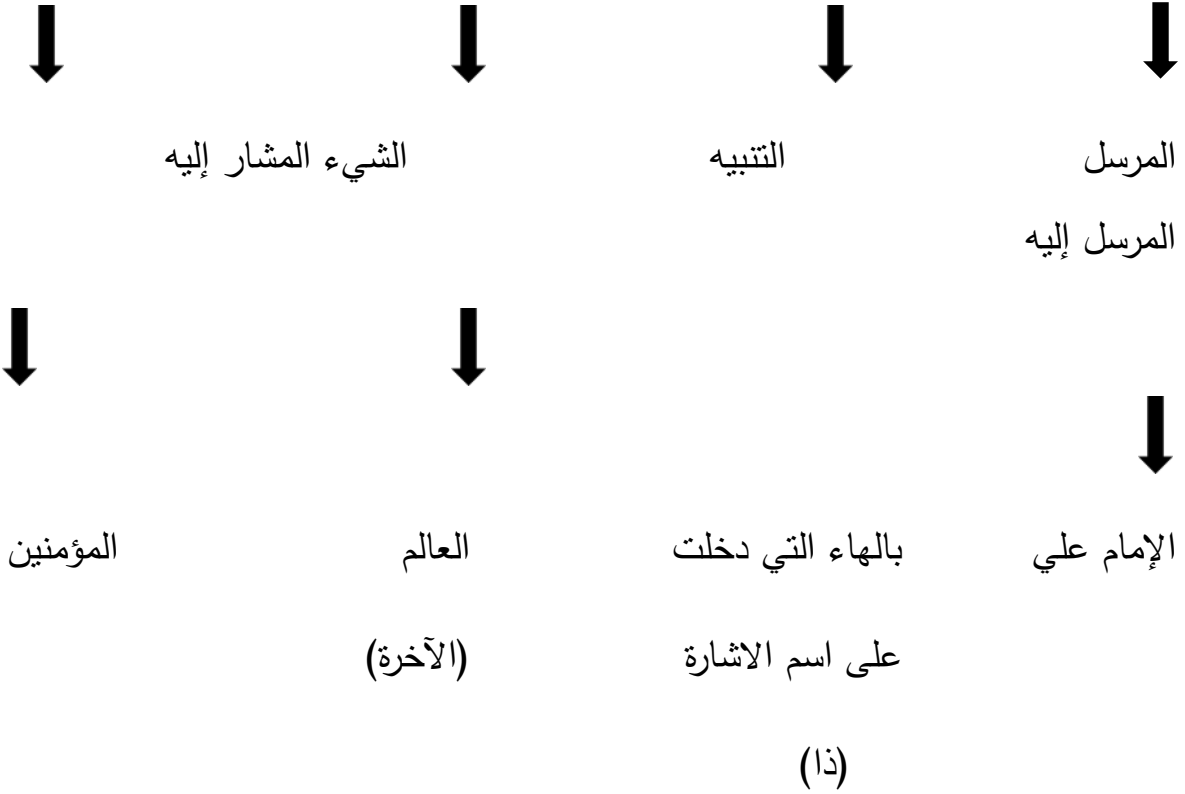 المرسل التنبيه الشيء المشار إليه
المرسل إليه
الإمام علي بالهاء التي دخلت العالم المؤمنين
على اسم الاشارة (الآخرة)
(ذا)